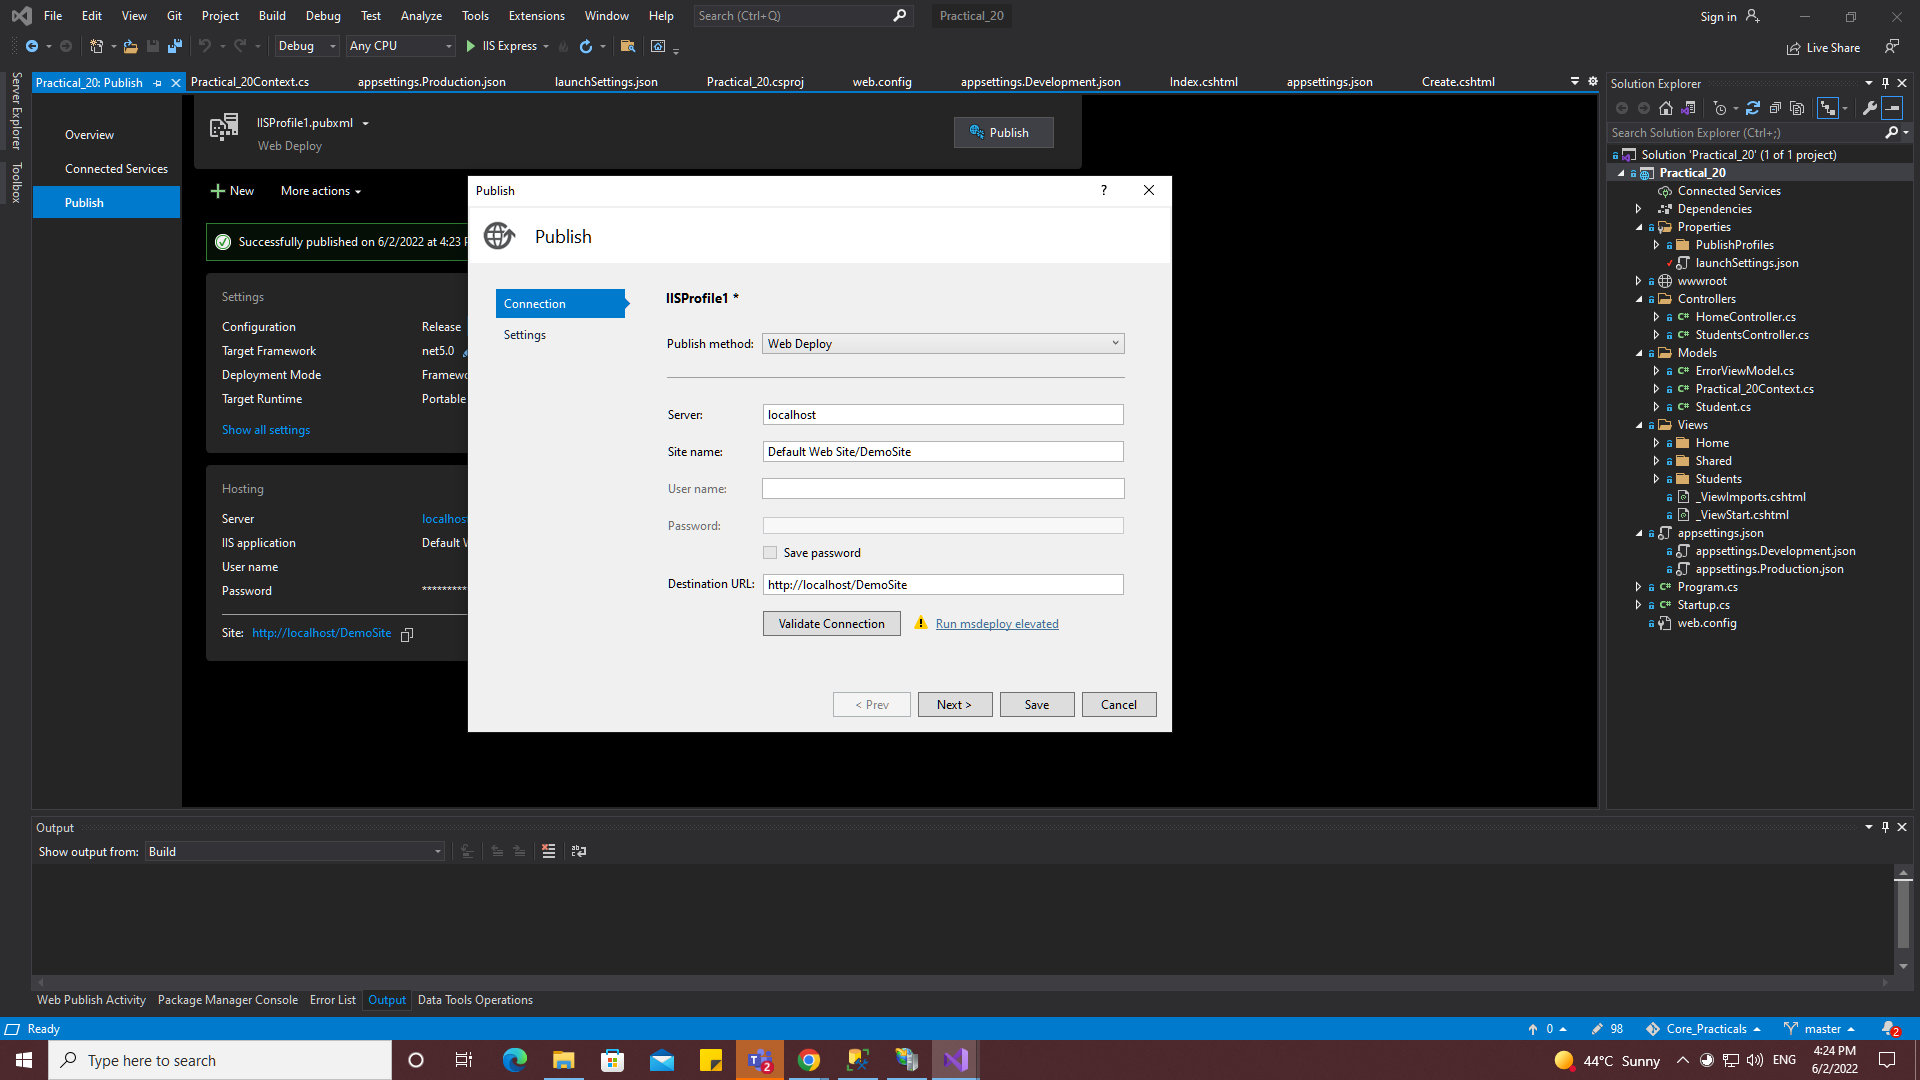 File Edit View Git Project Build Debug Test Analyze Tools Extensions Window Help Search (Ctrl+Q) Practical_20 Sign in
Debug Any CPU IIS Express Live Share
Server Explorer
Toolbox
Practical_20: Publish Practical_20Context.cs appsettings.Production.json launchSettings.json Practical_20.csproj web.config appsettings.Development.json Index.cshtml appsettings.json Create.cshtml
Overview
Connected Services
Publish
IISProfile1.pubxml
Web Deploy
Publish
New More actions
Successfully published on 6/2/2022 at 4:23
Settings
Configuration Release
Target Framework net5.0
Deployment Mode Framewo
Target Runtime Portable
Show all settings
Hosting
Server localhost
IIS application Default
User name
Password **********
Site: http://localhost/DemoSite
Publish ?
Publish
Connection
Settings
IISProfile1 *
Publish method: Web Deploy
Server: localhost
Site name: Default Web Site/DemoSite
User name:
Password:
Save password
Destination URL: http://localhost/DemoSite
Validate Connection Run msdeploy elevated
< Prev Next > Save Cancel
Solution Explorer
Search Solution Explorer (Ctrl+;)
Solution 'Practical_20' (1 of 1 project)
Practical_20
Connected Services
Dependencies
Properties
PublishProfiles
launchSettings.json
wwwroot
Controllers
C# HomeController.cs
C# StudentsController.cs
Models
C# ErrorViewModel.cs
C# Practical_20Context.cs
C# Student.cs
Views
Home
Shared
Students
_ViewImports.cshtml
_ViewStart.cshtml
appsettings.json
appsettings.Development.json
appsettings.Production.json
C# Program.cs
C# Startup.cs
web.config
Output
Show output from: Build
Web Publish Activity Package Manager Console Error List Output Data Tools Operations
Ready 0 98 Core_Practicals master 2
Type here to search 2 44°C Sunny ENG 4:24 PM
6/2/2022